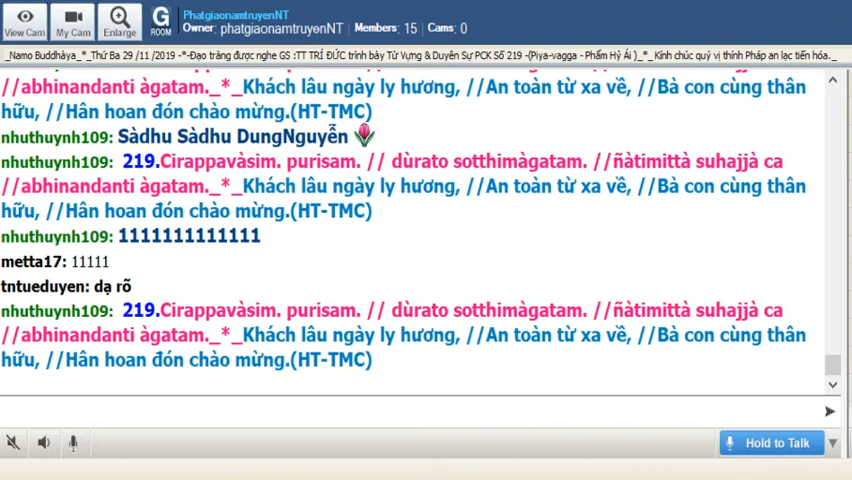 PhatgiaonamtruyenNT
Owner: phatgiaonamtruyenNT | Members: 15 | Cams: 0
View Cam My Cam Enlarge G ROOM
_Namo Buddhàya_*_Thứ Ba 29 /11 /2019 -*-Đạo tràng được nghe GS :TT TRÍ ĐỨC trình bày Từ Vựng & Duyên Sự PCK Số 219 -(Piya-vagga - Phẩm Hỷ Ái )_*_ Kính chúc quý vị thính Pháp an lạc tiến hóa._
//abhinandanti àgatam._*_Khách lâu ngày ly hương, //An toàn từ xa về, //Bà con cùng thân
hữu, //Hân hoan đón chào mừng.(HT-TMC)
nhuthuynh109: Sàdhu Sàdhu DungNguyễn
nhuthuynh109: 219.Cirappavàsim. purisam. // dùrato sotthimàgatam. //ñàtimittà suhajjà ca
//abhinandanti àgatam._*_Khách lâu ngày ly hương, //An toàn từ xa về, //Bà con cùng thân
hữu, //Hân hoan đón chào mừng.(HT-TMC)
nhuthuynh109: 1111111111111
metta17: 11111
tntueduyen: dạ rõ
nhuthuynh109: 219.Cirappavàsim. purisam. // dùrato sotthimàgatam. //ñàtimittà suhajjà ca
//abhinandanti àgatam._*_Khách lâu ngày ly hương, //An toàn từ xa về, //Bà con cùng thân
hữu, //Hân hoan đón chào mừng.(HT-TMC)
Hold to Talk